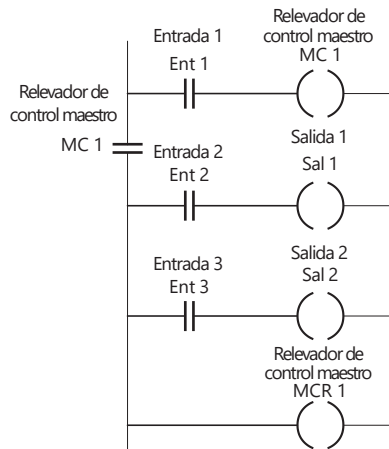 Relevador de
control maestro
MC 1
Entrada 1
Ent 1
Relevador de
control maestro
MC 1
Entrada 2
Ent 2
Salida 1
Sal 1
Entrada 3
Ent 3
Salida 2
Sal 2
Relevador de
control maestro
MCR 1